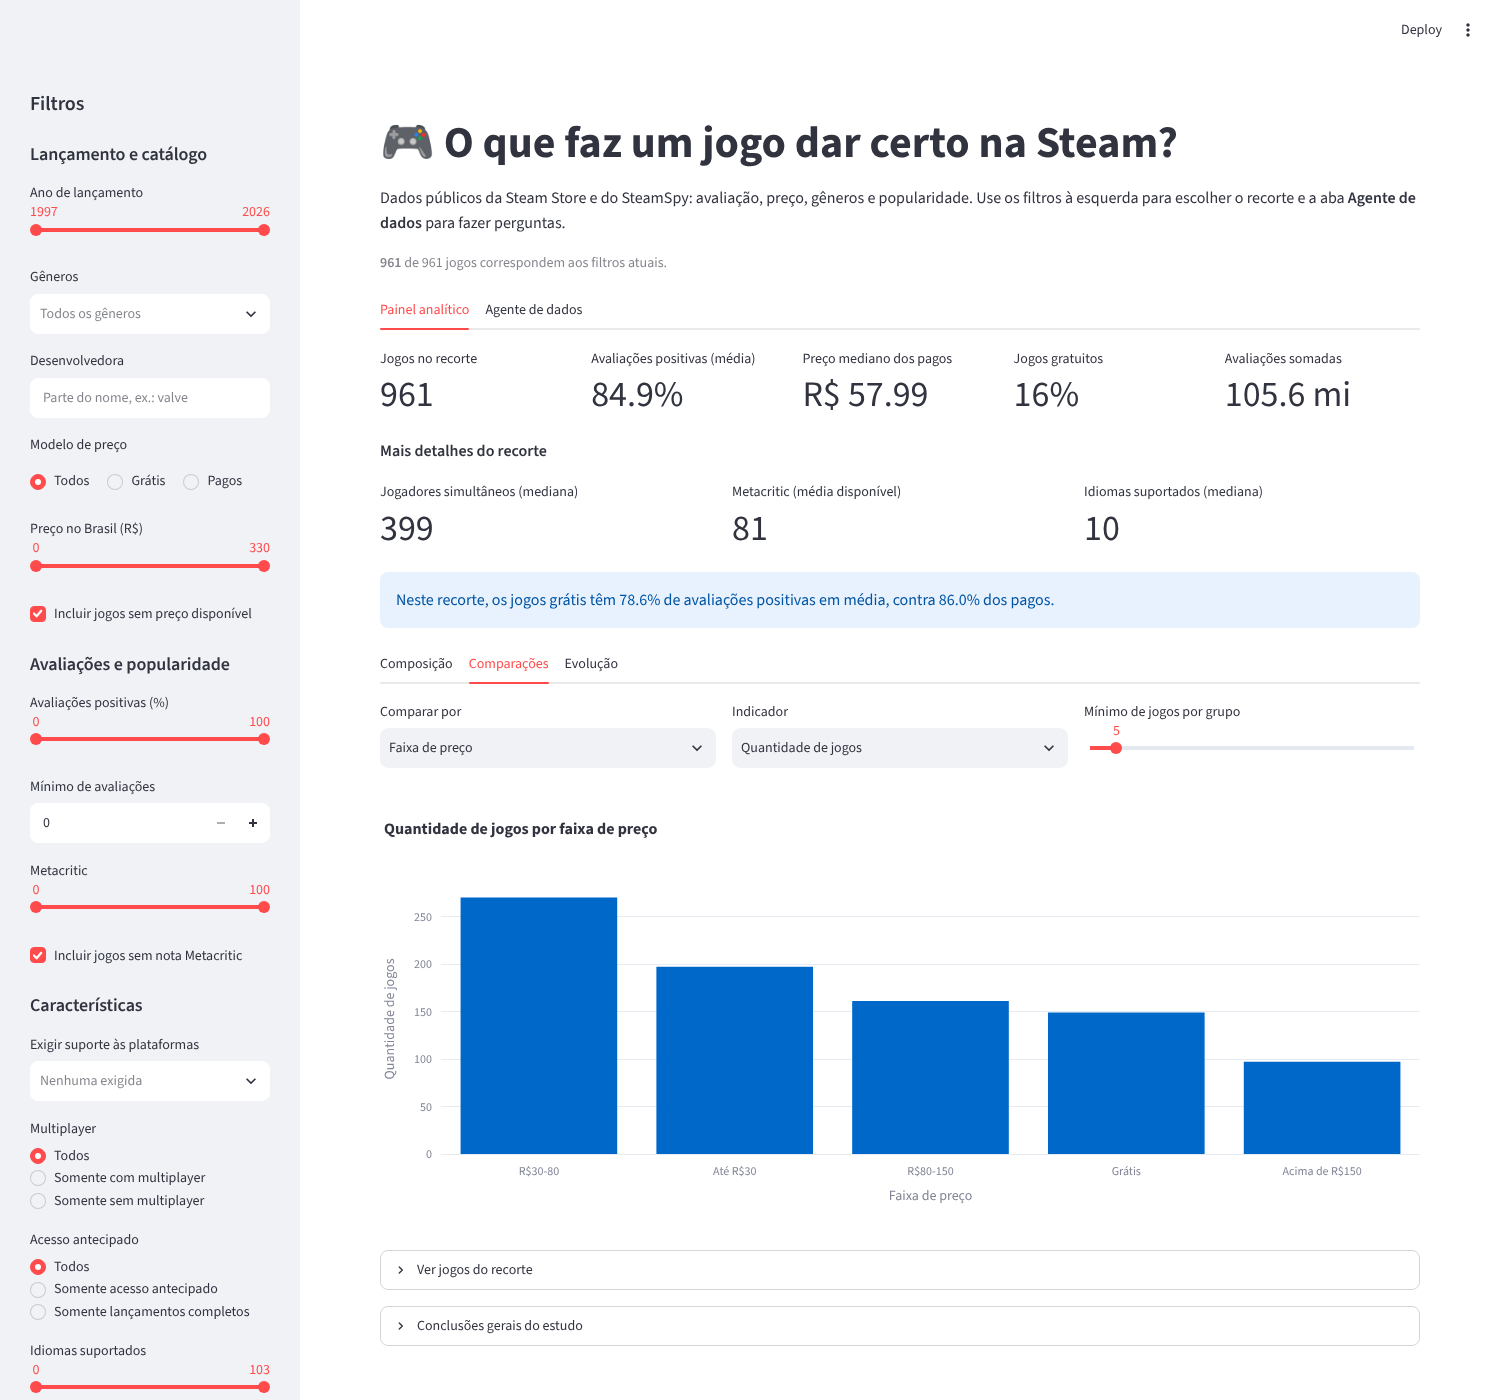 Deploy
Filtros
Lançamento e catálogo
Ano de lançamento
1997 2026
Gêneros
Todos os gêneros
Desenvolvedora
Parte do nome, ex.: valve
Modelo de preço
Todos Grátis Pagos
Preço no Brasil (R$)
0 330
Incluir jogos sem preço disponível
Avaliações e popularidade
Avaliações positivas (%)
0 100
Mínimo de avaliações
0
Metacritic
0 100
Incluir jogos sem nota Metacritic
Características
Exigir suporte às plataformas
Nenhuma exigida
Multiplayer
Todos
Somente com multiplayer
Somente sem multiplayer
Acesso antecipado
Todos
Somente acesso antecipado
Somente lançamentos completos
Idiomas suportados
0 103
🎮 O que faz um jogo dar certo na Steam?
Dados públicos da Steam Store e do SteamSpy: avaliação, preço, gêneros e popularidade. Use os filtros à esquerda para escolher o recorte e a aba Agente de
dados para fazer perguntas.
961 de 961 jogos correspondem aos filtros atuais.
Painel analítico Agente de dados
Jogos no recorte Avaliações positivas (média) Preço mediano dos pagos Jogos gratuitos Avaliações somadas
961 84.9% R$ 57.99 16% 105.6 mi
Mais detalhes do recorte
Jogadores simultâneos (mediana) Metacritic (média disponível) Idiomas suportados (mediana)
399 81 10
Neste recorte, os jogos grátis têm 78.6% de avaliações positivas em média, contra 86.0% dos pagos.
Composição Comparações Evolução
Comparar por Indicador Mínimo de jogos por grupo
5
Faixa de preço Quantidade de jogos
Quantidade de jogos por faixa de preço
Quantidade de jogos
250
200
150
100
50
0
R$30-80 Até R$30 R$80-150 Grátis Acima de R$150
Faixa de preço
Ver jogos do recorte
Conclusões gerais do estudo